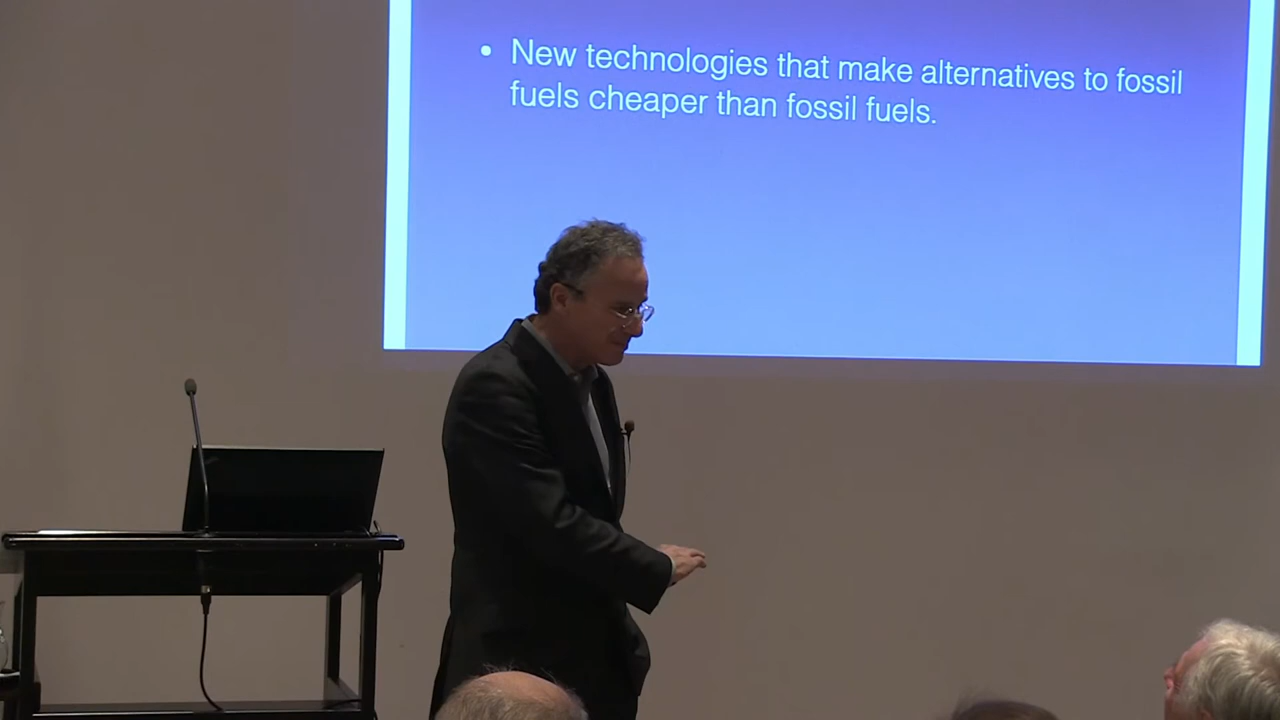 • New technologies that make alternatives to fossil
fuels cheaper than fossil fuels.